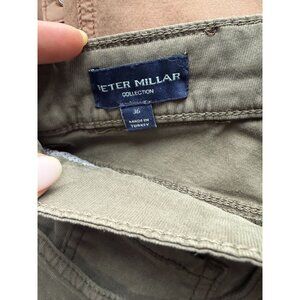 PETER MILLAR
COLLECTION
36
MADE IN
TURKEY